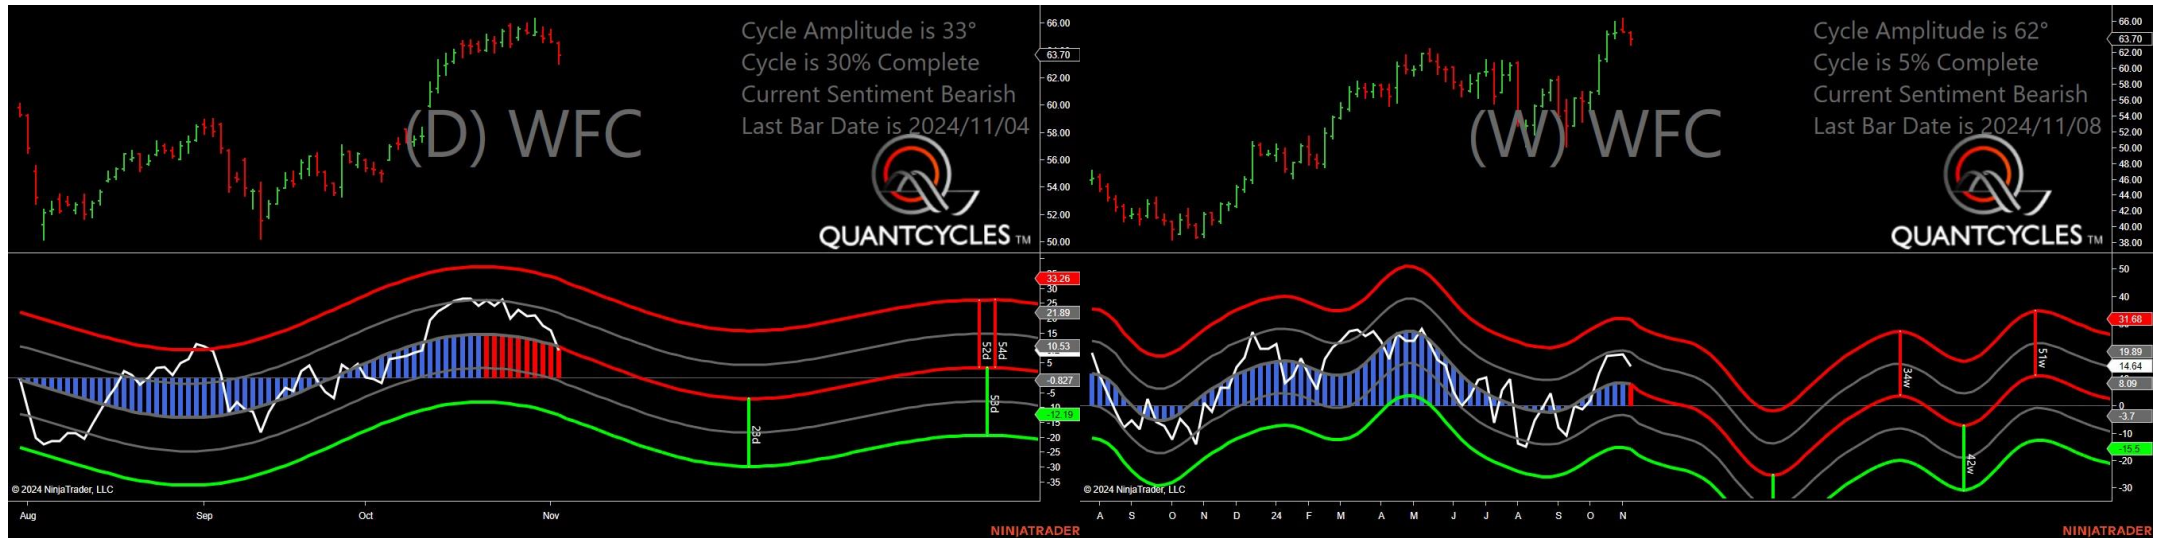 Cycle Amplitude is 33°
Cycle is 30% Complete
Current Sentiment Bearish
Last Bar Date is 2024/11/04
(D) WFC
QUANTCYCLES TM
66.00
63.70
62.00
60.00
58.00
56.00
54.00
52.00
50.00
33.26
30
25
21.89
15
10.53
5
-0.827
-5
-12.19
-15
-20
-25
-30
-35
23d
52d
54d
53d
© 2024 NinjaTrader, LLC
Aug Sep Oct Nov
NINJATRADER
Cycle Amplitude is 62°
Cycle is 5% Complete
Current Sentiment Bearish
Last Bar Date is 2024/11/08
(W) WFC
QUANTCYCLES TM
66.00
63.70
62.00
60.00
58.00
56.00
54.00
52.00
50.00
48.00
46.00
44.00
42.00
40.00
38.00
50
40
31.68
19.89
14.64
8.09
0
-3.7
-10
-15.5
-20
-30
34w
51w
42w
© 2024 NinjaTrader, LLC
A S O N D 24 F M A M J J A S O N
NINJATRADER